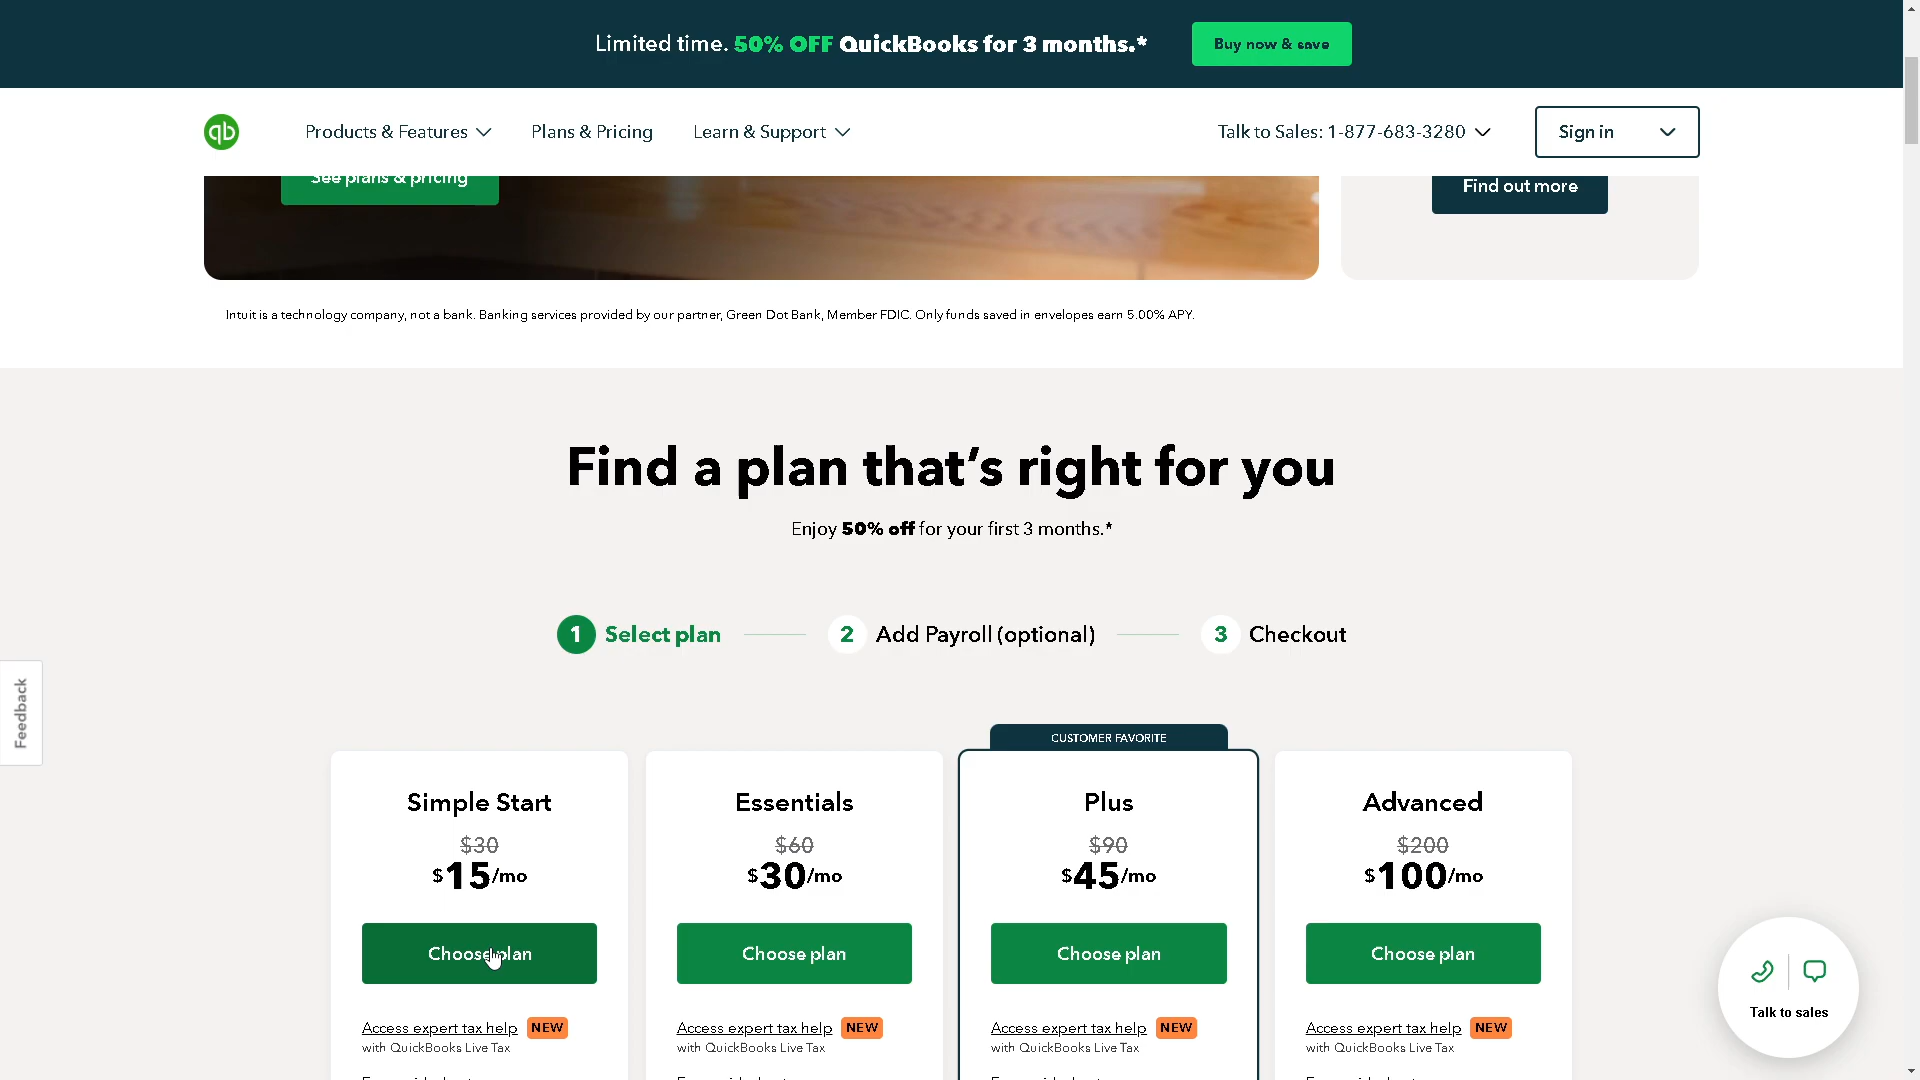 Limited time. 50% OFF QuickBooks for 3 months.*
Buy now & save
qb
Products & Features
Plans & Pricing
Learn & Support
Talk to Sales: 1-877-683-3280
Sign in
See plans & pricing
Find out more
Intuit is a technology company, not a bank. Banking services provided by our partner, Green Dot Bank, Member FDIC. Only funds saved in envelopes earn 5.00% APY.
Find a plan that's right for you
Enjoy 50% off for your first 3 months.*
1 Select plan
2 Add Payroll (optional)
3 Checkout
Feedback
CUSTOMER FAVORITE
Simple Start
$30
$15/mo
Choose plan
Access expert tax help NEW
with QuickBooks Live Tax
Essentials
$60
$30/mo
Choose plan
Access expert tax help NEW
with QuickBooks Live Tax
Plus
$90
$45/mo
Choose plan
Access expert tax help NEW
with QuickBooks Live Tax
Advanced
$200
$100/mo
Choose plan
Access expert tax help NEW
with QuickBooks Live Tax
Talk to sales